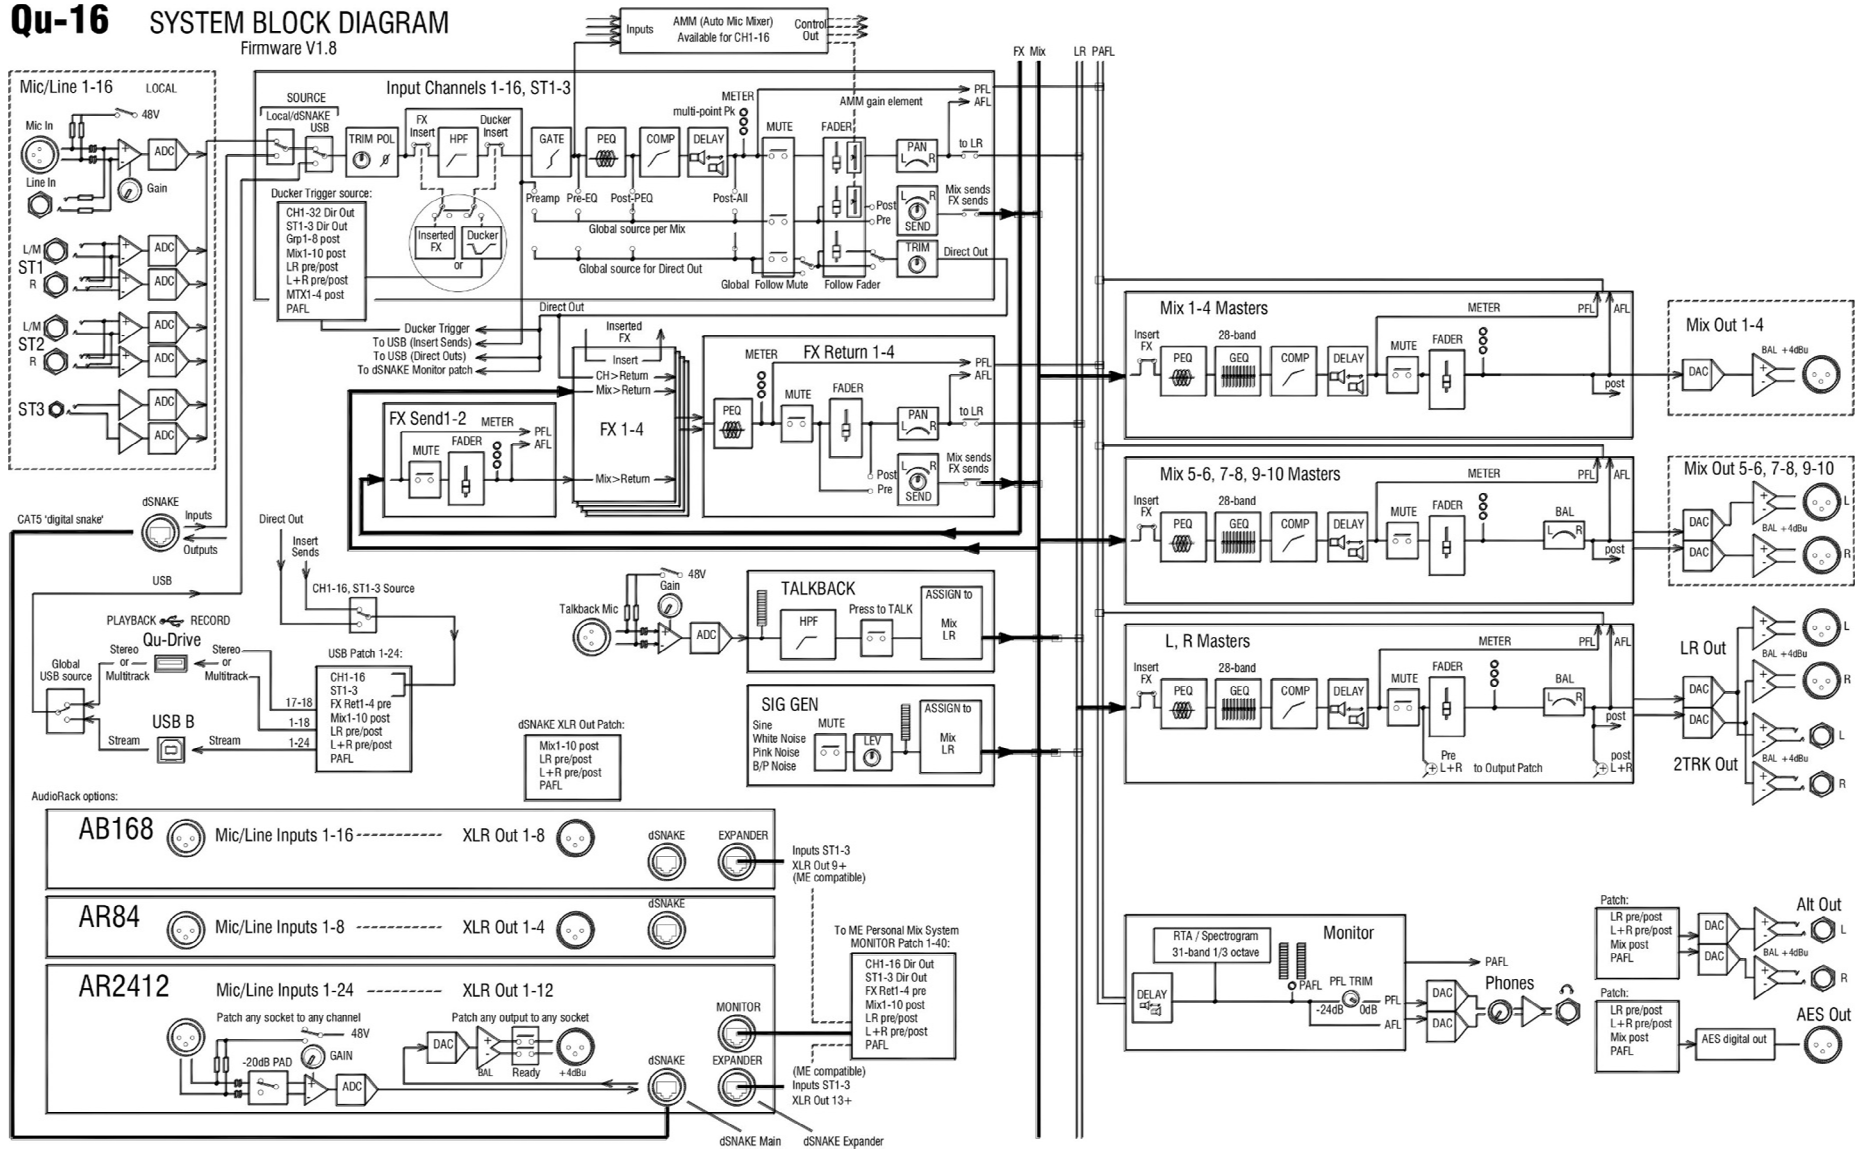 Qu-16 SYSTEM BLOCK DIAGRAM
Firmware V1.8
AMM (Auto Mic Mixer)
Available for CH1-16
Inputs
Control
Out
FX Mix
LR PAFL
Mic/Line 1-16
LOCAL
48V
Mic In
ADC
Line In
Gain
L/M
ST1
R
ADC
ADC
L/M
ST2
R
ADC
ADC
ST3
ADC
ADC
Input Channels 1-16, ST1-3
SOURCE
Local/dSNAKE
USB
TRIM POL
FX
Insert
HPF
Ducker
Insert
GATE
PEQ
COMP
DELAY
METER
multi-point Pk
MUTE
FADER
AMM gain element
PFL
AFL
PAN
L R
to LR
Ducker Trigger source:
CH1-32 Dir Out
ST1-3 Dir Out
Grp1-8 post
Mix1-10 post
LR pre/post
L+R pre/post
MTX1-4 post
PAFL
Inserted
FX
Ducker
or
Preamp
Pre-EQ
Post-PEQ
Post-All
Global source per Mix
Global source for Direct Out
Global Follow Mute
Follow Fader
Post
Pre
L R
SEND
Mix sends
FX sends
TRIM
Direct Out
Direct Out
Ducker Trigger
To USB (Insert Sends)
To USB (Direct Outs)
To dSNAKE Monitor patch
Inserted
FX
Insert
CH>Return
Mix>Return
FX 1-4
Mix>Return
FX Send1-2
METER
PFL
AFL
MUTE
FADER
FX Return 1-4
METER
PFL
AFL
PEQ
MUTE
FADER
PAN
L R
to LR
Post
Pre
L R
SEND
Mix sends
FX sends
Mix 1-4 Masters
METER
PFL
AFL
Insert
FX
PEQ
28-band
GEQ
COMP
DELAY
MUTE
FADER
post
Mix Out 1-4
DAC
BAL +4dBu
Mix 5-6, 7-8, 9-10 Masters
METER
PFL
AFL
Insert
FX
PEQ
28-band
GEQ
COMP
DELAY
MUTE
FADER
BAL
L R
post
Mix Out 5-6, 7-8, 9-10
DAC
DAC
L
BAL +4dBu
R
L, R Masters
METER
PFL
AFL
Insert
FX
PEQ
28-band
GEQ
COMP
DELAY
MUTE
FADER
BAL
L R
post
Pre
L+R
to Output Patch
post
L+R
LR Out
L
BAL +4dBu
R
DAC
DAC
L
BAL +4dBu
2TRK Out
R
dSNAKE
Inputs
Outputs
CAT5 'digital snake'
Direct Out
Insert
Sends
USB
CH1-16, ST1-3 Source
PLAYBACK
RECORD
Qu-Drive
Stereo
or
Multitrack
Stereo
or
Multitrack
Global
USB source
USB Patch 1-24:
CH1-16
ST1-3
FX Ret1-4 pre
Mix1-10 post
LR pre/post
L+R pre/post
PAFL
17-18
1-18
1-24
USB B
Stream
Stream
Talkback Mic
48V
Gain
ADC
TALKBACK
HPF
Press to TALK
ASSIGN to
Mix
LR
SIG GEN
Sine
White Noise
Pink Noise
B/P Noise
MUTE
LEV
ASSIGN to
Mix
LR
dSNAKE XLR Out Patch:
Mix1-10 post
LR pre/post
L+R pre/post
PAFL
AudioRack options:
AB168
Mic/Line Inputs 1-16
XLR Out 1-8
dSNAKE
EXPANDER
Inputs ST1-3
XLR Out 9+
(ME compatible)
AR84
Mic/Line Inputs 1-8
XLR Out 1-4
dSNAKE
AR2412
Mic/Line Inputs 1-24
XLR Out 1-12
Patch any socket to any channel
Patch any output to any socket
48V
-20dB PAD
GAIN
ADC
DAC
BAL
Ready
+4dBu
dSNAKE
MONITOR
EXPANDER
To ME Personal Mix System
MONITOR Patch 1-40:
CH1-16 Dir Out
ST1-3 Dir Out
FX Ret1-4 pre
Mix1-10 post
LR pre/post
L+R pre/post
PAFL
(ME compatible)
Inputs ST1-3
XLR Out 13+
dSNAKE Main
dSNAKE Expander
RTA / Spectrogram
31-band 1/3 octave
Monitor
DELAY
PAFL
PFL TRIM
-24dB
0dB
PFL
AFL
PAFL
DAC
DAC
Phones
Patch:
LR pre/post
L+R pre/post
Mix post
PAFL
DAC
DAC
Alt Out
L
BAL +4dBu
R
Patch:
LR pre/post
L+R pre/post
Mix post
PAFL
AES digital out
AES Out